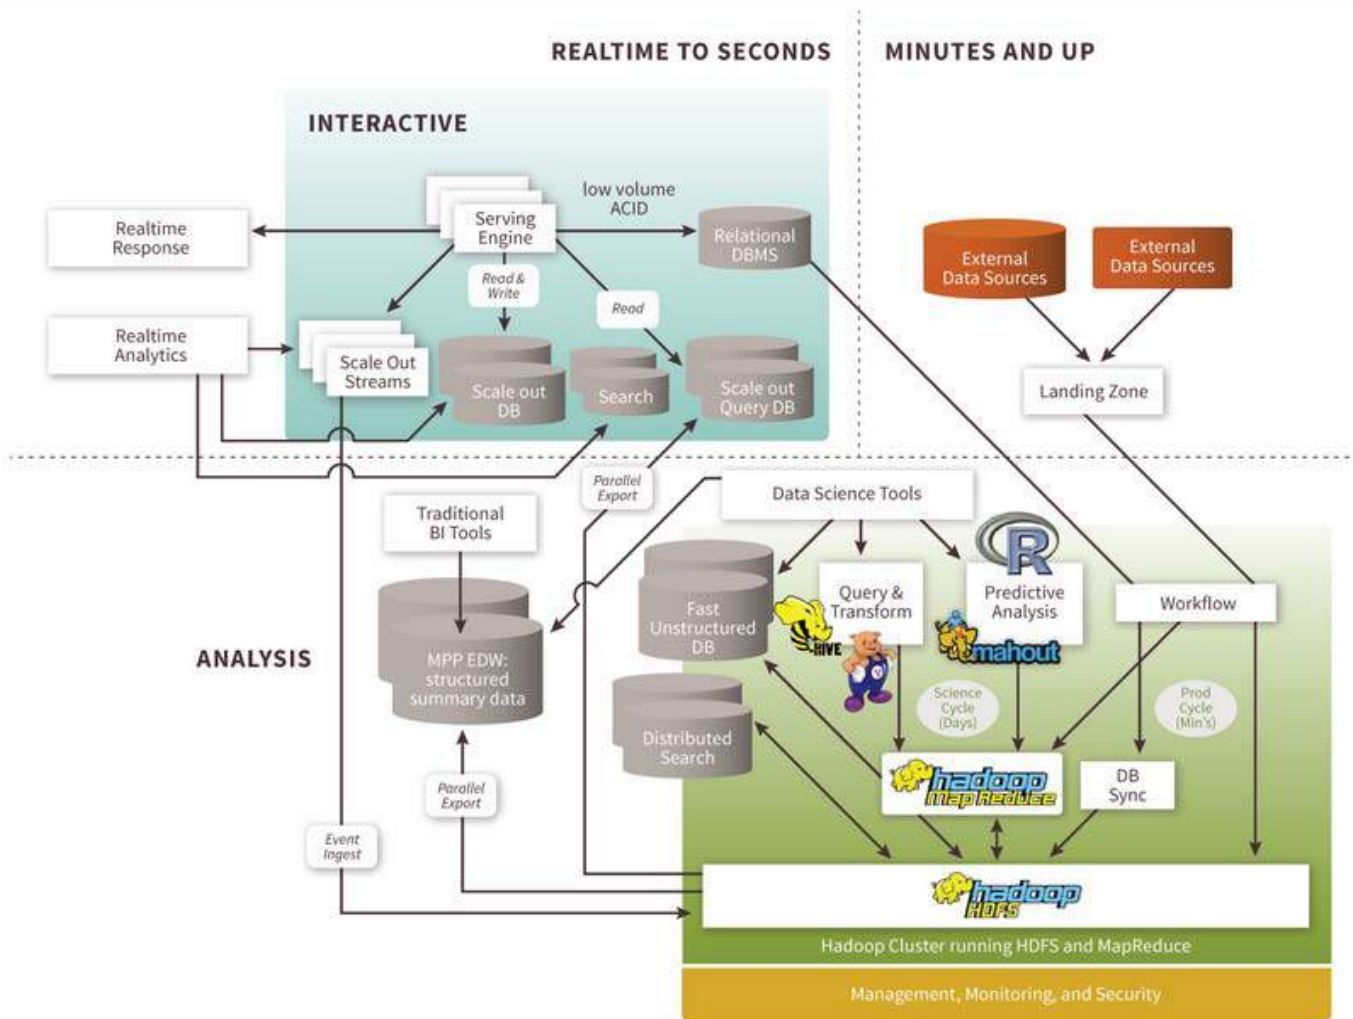 REALTIME TO SECONDS
MINUTES AND UP
INTERACTIVE
low volume
ACID
Serving
Engine
Realtime
Response
Relational
DBMS
External
Data Sources
External
Data Sources
Read &
Write
Read
Realtime
Analytics
Scale Out
Streams
Scale out
DB
Search
Scale out
Query DB
Landing Zone
Parallel
Export
Data Science Tools
Traditional
BI Tools
R
Query &
Transform
Predictive
Analysis
Workflow
Fast
Unstructured
DB
HIVE
Y
mahout
ANALYSIS
MPP EDW:
structured
summary data
Science
Cycle
(Days)
Prod
Cycle
(Min's)
Distributed
Search
hadoop
Map Reduce
DB
Sync
Parallel
Export
Event
Ingest
hadoop
HDFS
Hadoop Cluster running HDFS and MapReduce
Management, Monitoring, and Security